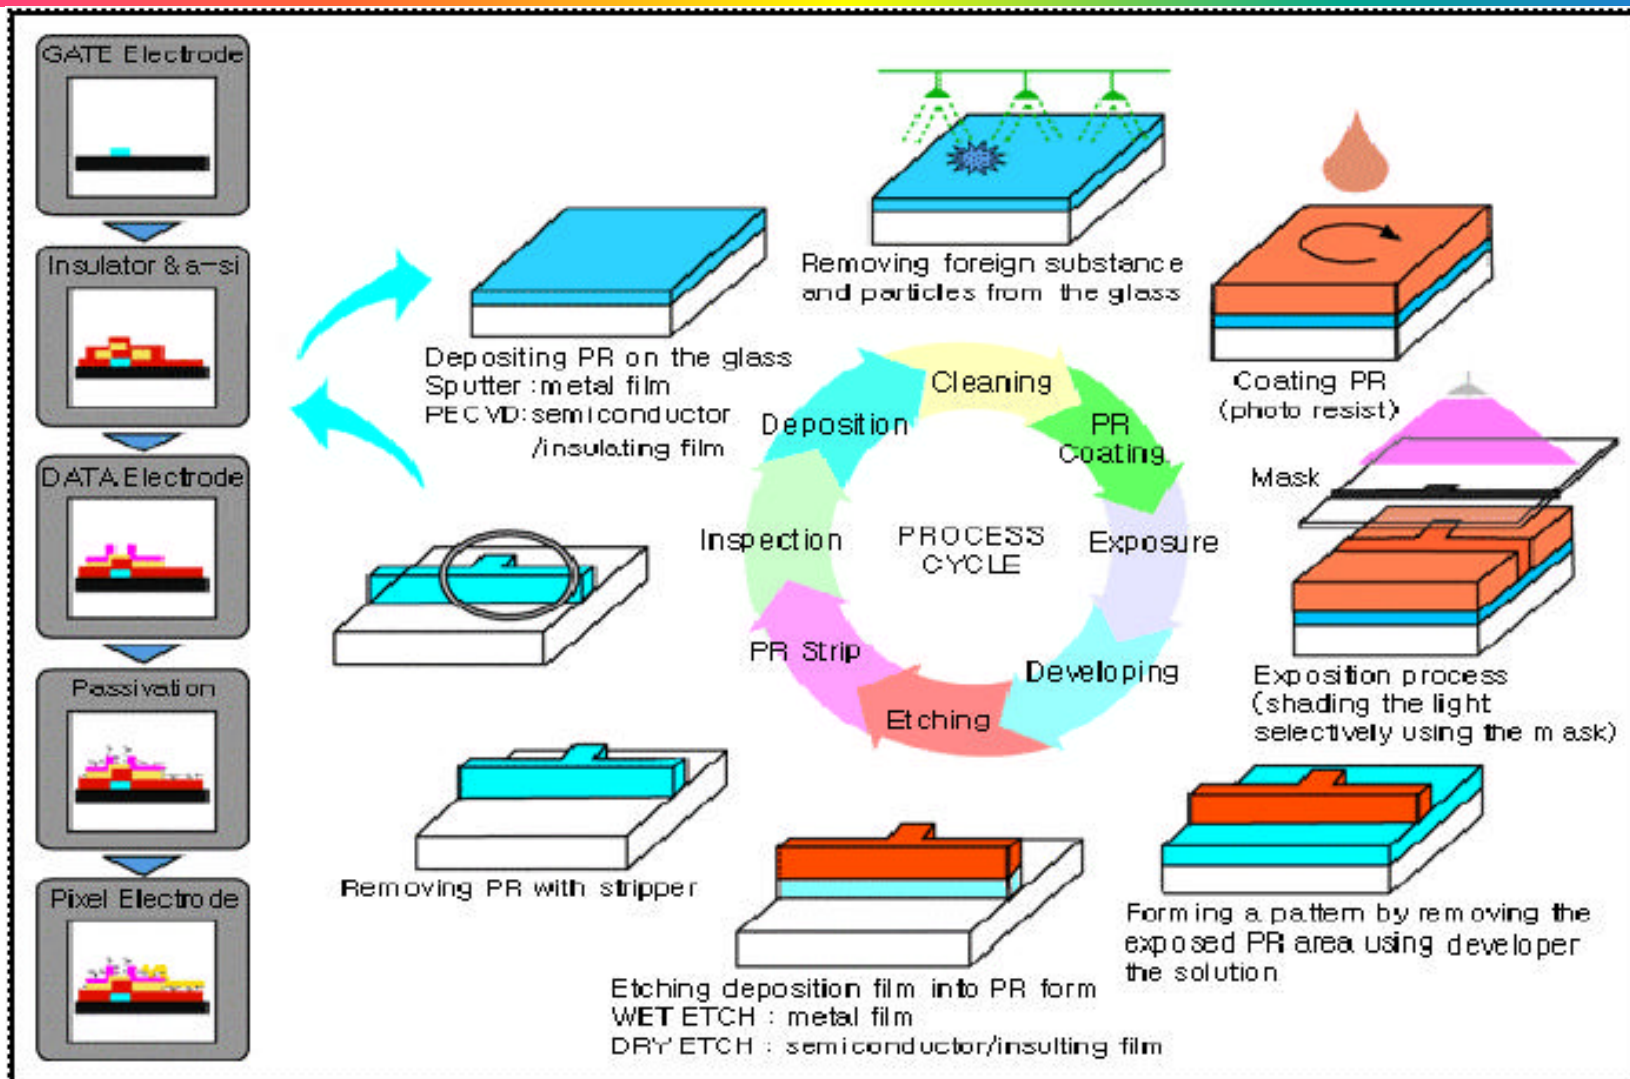 GATE Electrode
Insulator & a-si
DATA Electrode
Passivation
Pixel Electrode
Depositing PR on the glass
Sputter : metal film
PECVD: semiconductor
/insulating film
Removing foreign substance
and particles from the glass
Coating PR
(photo resist)
Mask
Exposition process
(shading the light
selectively using the mask)
Forming a pattern by removing the
exposed PR area using developer
the solution
Etching deposition film into PR form
WET ETCH : metal film
DRY ETCH : semiconductor/insulting film
Removing PR with stripper
PROCESS
CYCLE
Deposition
Cleaning
PR
Coating
Exposure
Developing
Etching
PR Strip
Inspection